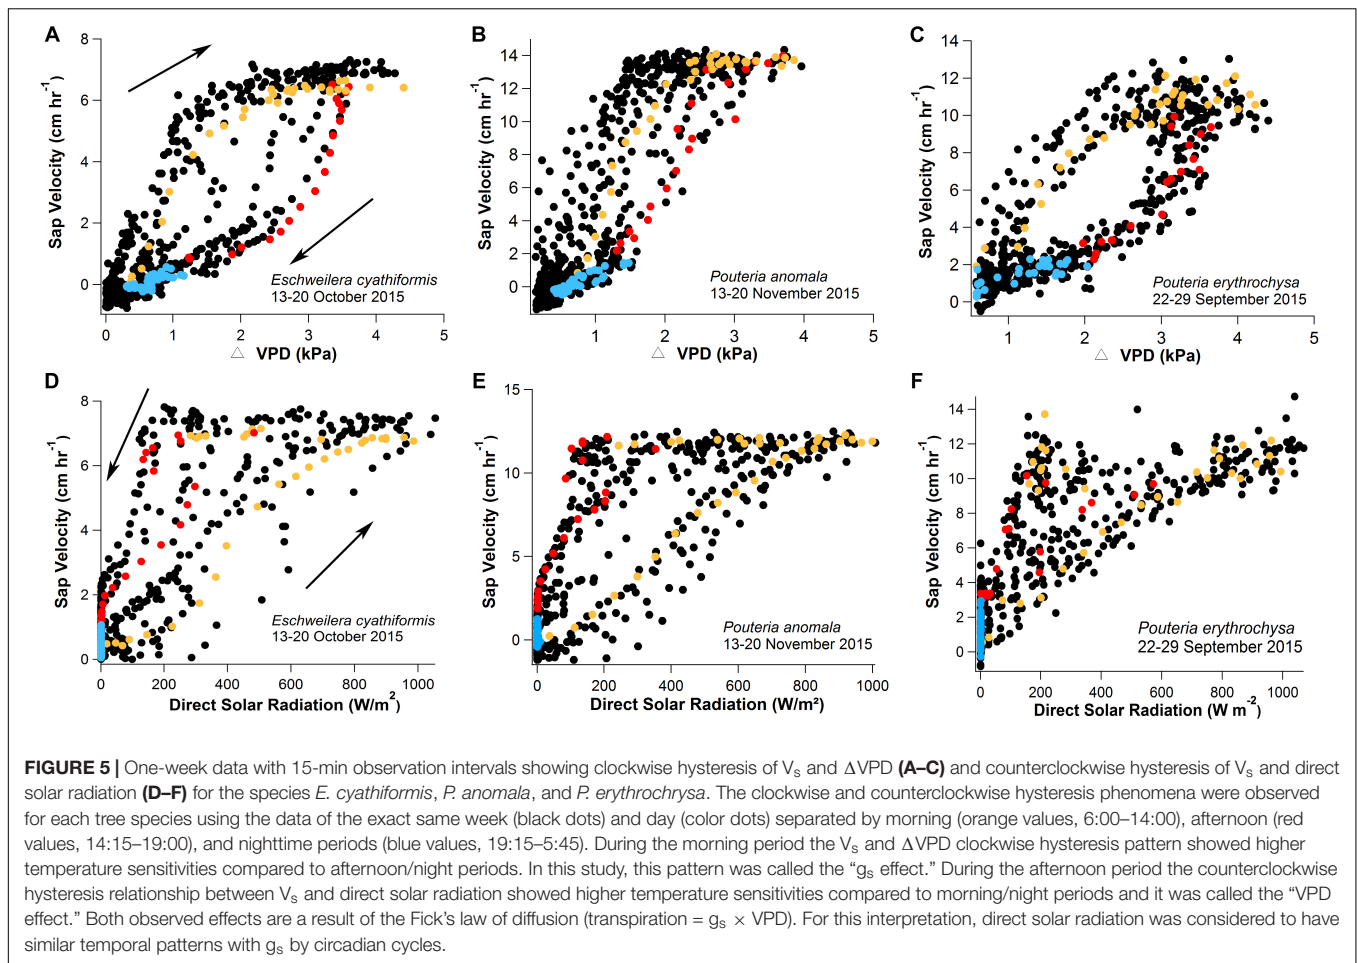 A
8
6
4
2
0
Sap Velocity (cm hr-1)
Eschweilera cyathiformis
13-20 October 2015
0 1 2 3 4 5
△ VPD (kPa)
B
14
12
10
8
6
4
2
0
Sap Velocity (cm hr-1)
Pouteria anomala
13-20 November 2015
1 2 3 4 5
△ VPD (kPa)
C
14
12
10
8
6
4
2
0
Sap Velocity (cm hr-1)
Pouteria erythrochysa
22-29 September 2015
1 2 3 4 5
△ VPD (kPa)
D
8
6
4
2
0
Sap Velocity (cm hr-1)
Eschweilera cyathiformis
13-20 October 2015
0 200 400 600 800 1000
Direct Solar Radiation (W/m2)
E
15
10
5
0
Sap Velocity (cm hr-1)
Pouteria anomala
13-20 November 2015
0 200 400 600 800 1000
Direct Solar Radiation (W/m²)
F
14
12
10
8
6
4
2
0
Sap Velocity (cm hr-1)
Pouteria erythrochysa
22-29 September 2015
0 200 400 600 800 1000
Direct Solar Radiation (W m-2)
FIGURE 5 | One-week data with 15-min observation intervals showing clockwise hysteresis of Vs and ΔVPD (A–C) and counterclockwise hysteresis of Vs and direct
solar radiation (D–F) for the species E. cyathiformis, P. anomala, and P. erythrochrysa. The clockwise and counterclockwise hysteresis phenomena were observed
for each tree species using the data of the exact same week (black dots) and day (color dots) separated by morning (orange values, 6:00–14:00), afternoon (red
values, 14:15–19:00), and nighttime periods (blue values, 19:15–5:45). During the morning period the Vs and ΔVPD clockwise hysteresis pattern showed higher
temperature sensitivities compared to afternoon/night periods. In this study, this pattern was called the “gs effect.” During the afternoon period the counterclockwise
hysteresis relationship between Vs and direct solar radiation showed higher temperature sensitivities compared to morning/night periods and it was called the “VPD
effect.” Both observed effects are a result of the Fick’s law of diffusion (transpiration = gs × VPD). For this interpretation, direct solar radiation was considered to have
similar temporal patterns with gs by circadian cycles.